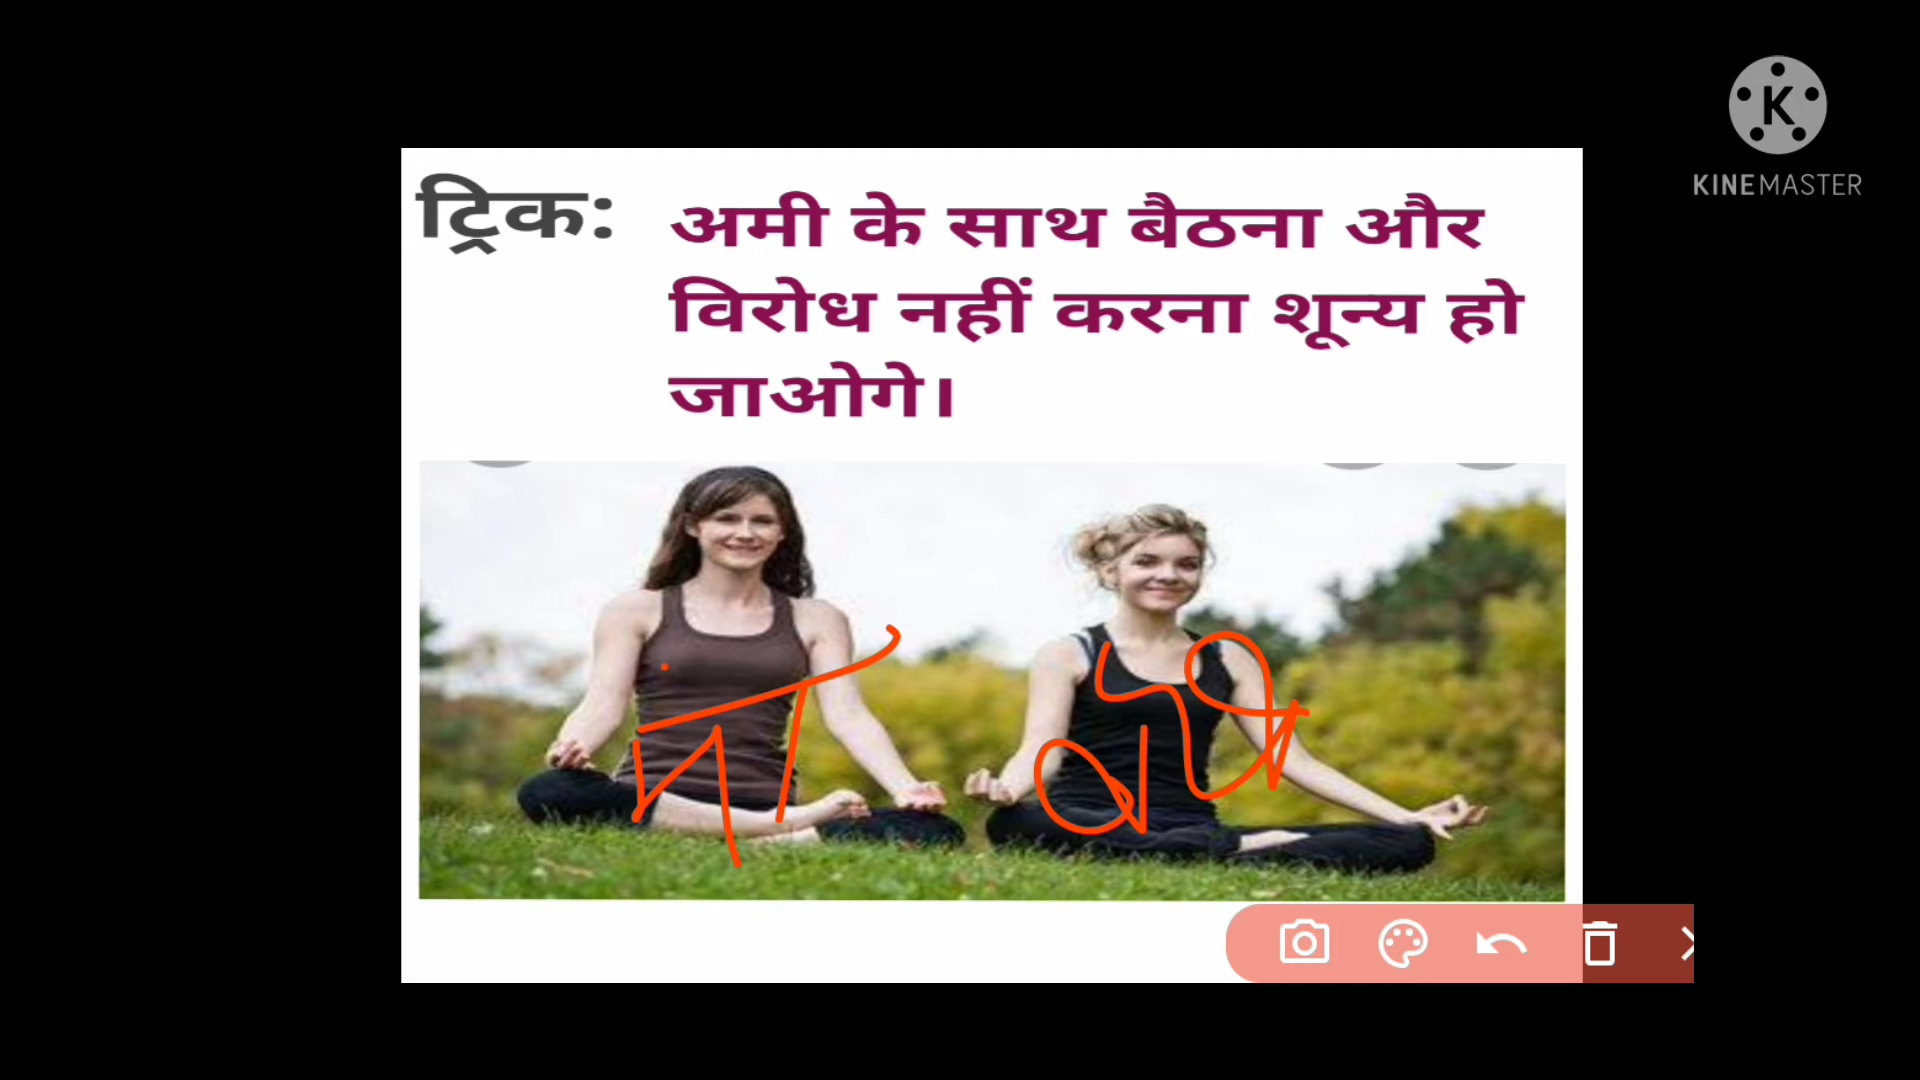 ट्रिक: अमी के साथ बैठना और
विरोध नहीं करना शून्य हो
जाओगे।
K
KINEMASTER